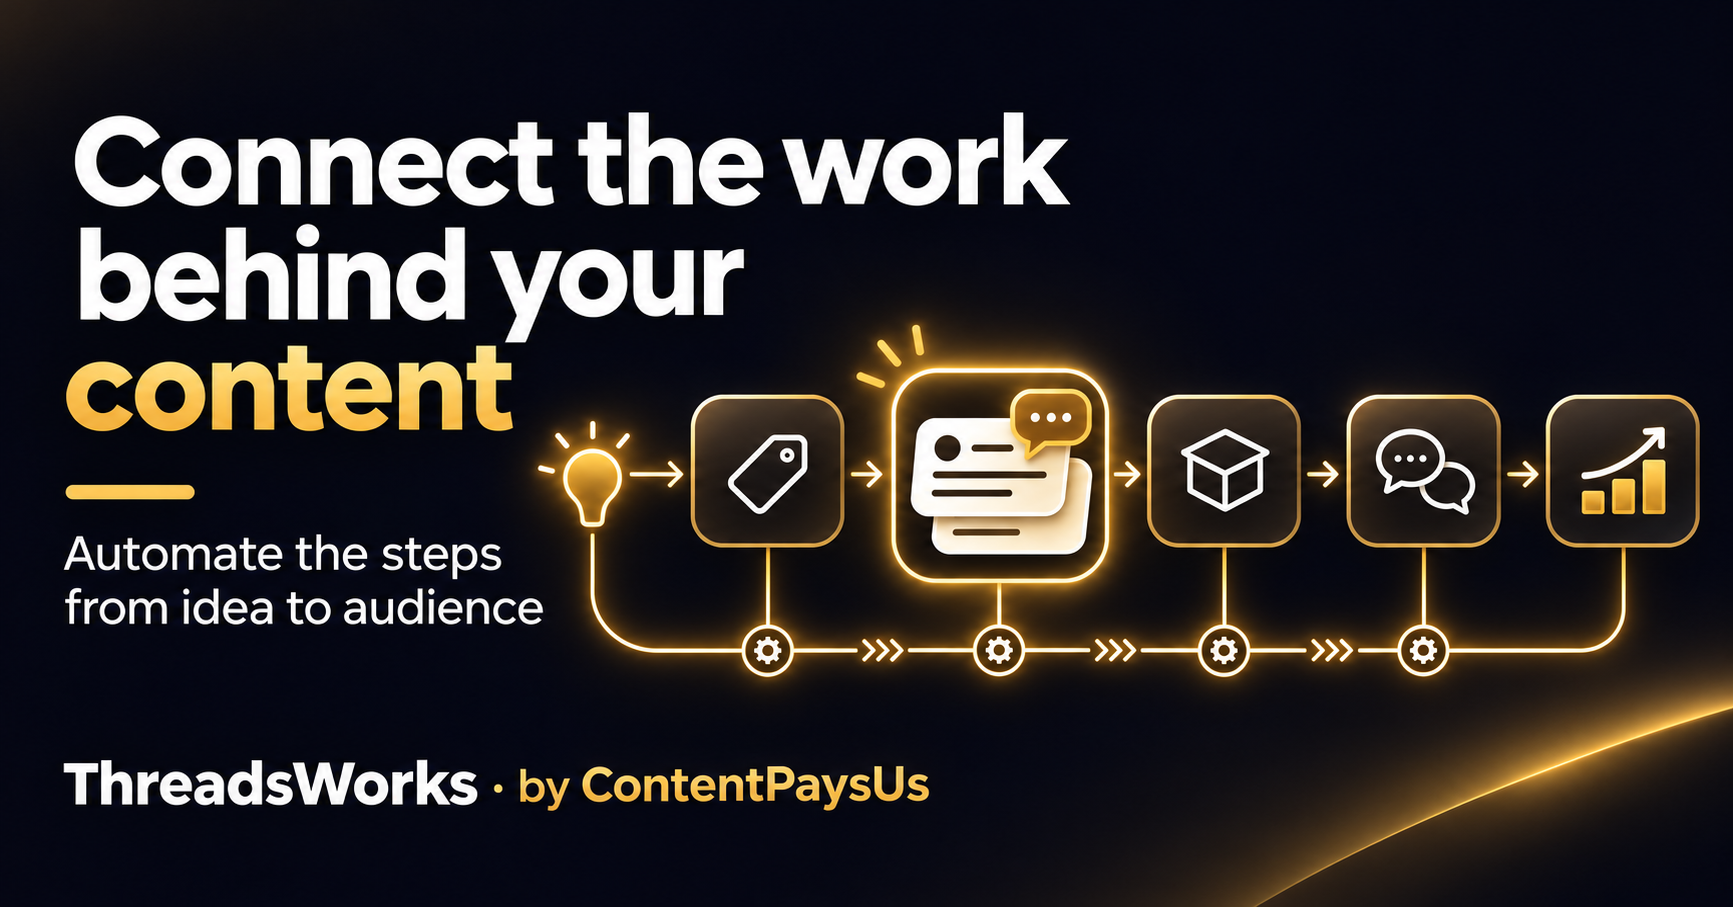 Connect the work
behind your
content
Automate the steps
from idea to audience
ThreadsWorks · by ContentPaysUs